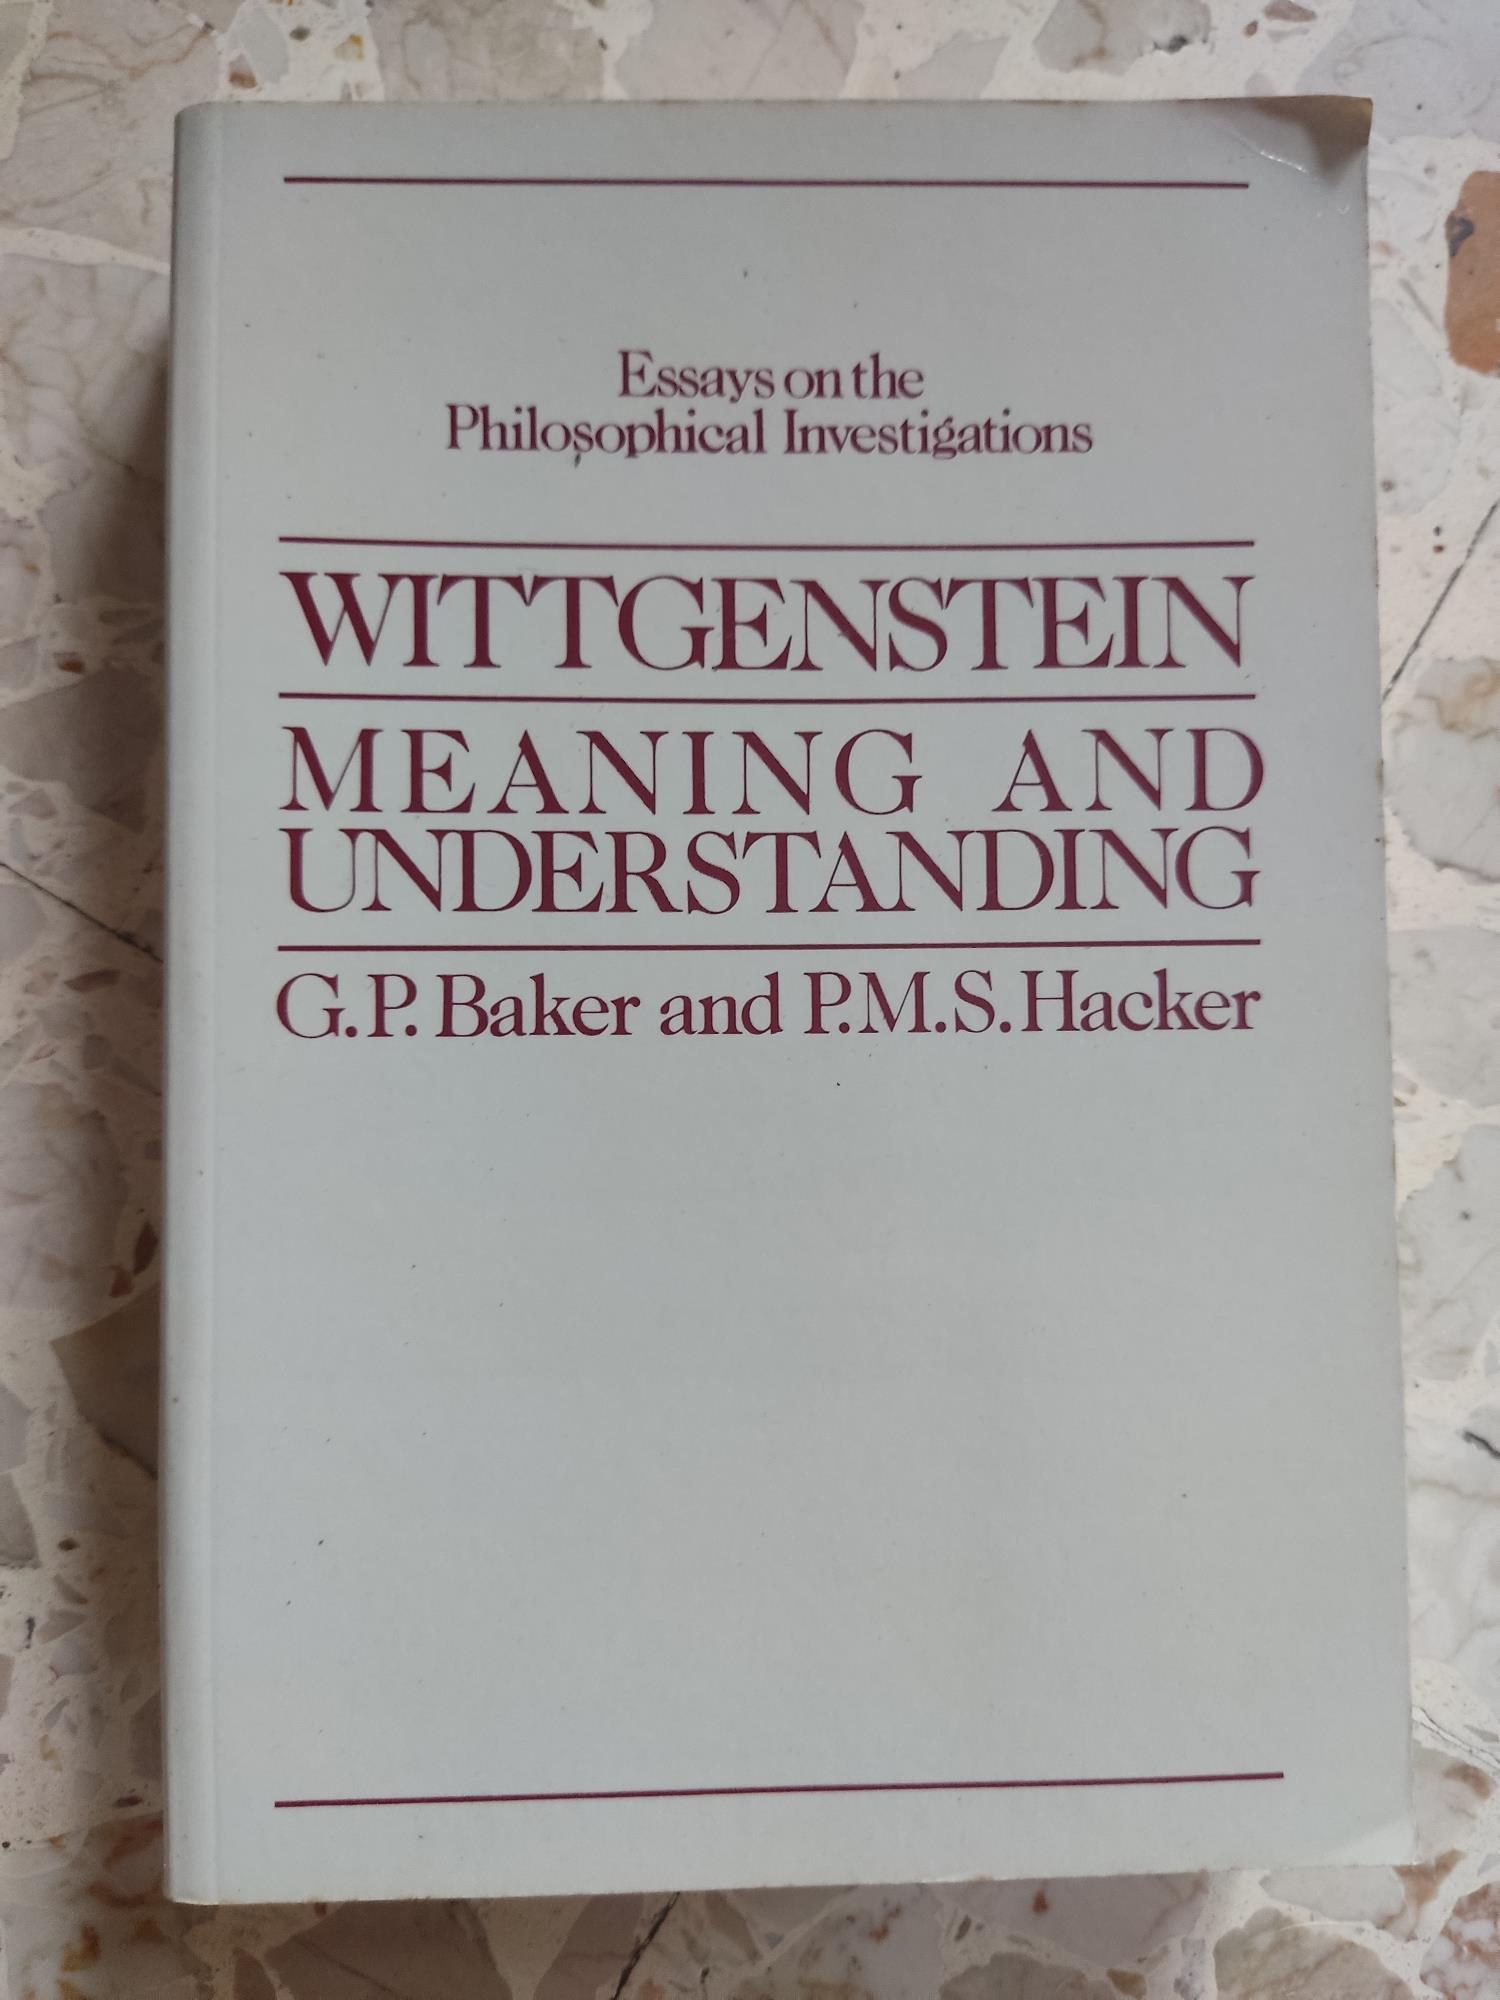 Essays on the
Philosophical Investigations
WITTGENSTEIN
MEANING AND
UNDERSTANDING
G.P. Baker and P.M.S. Hacker